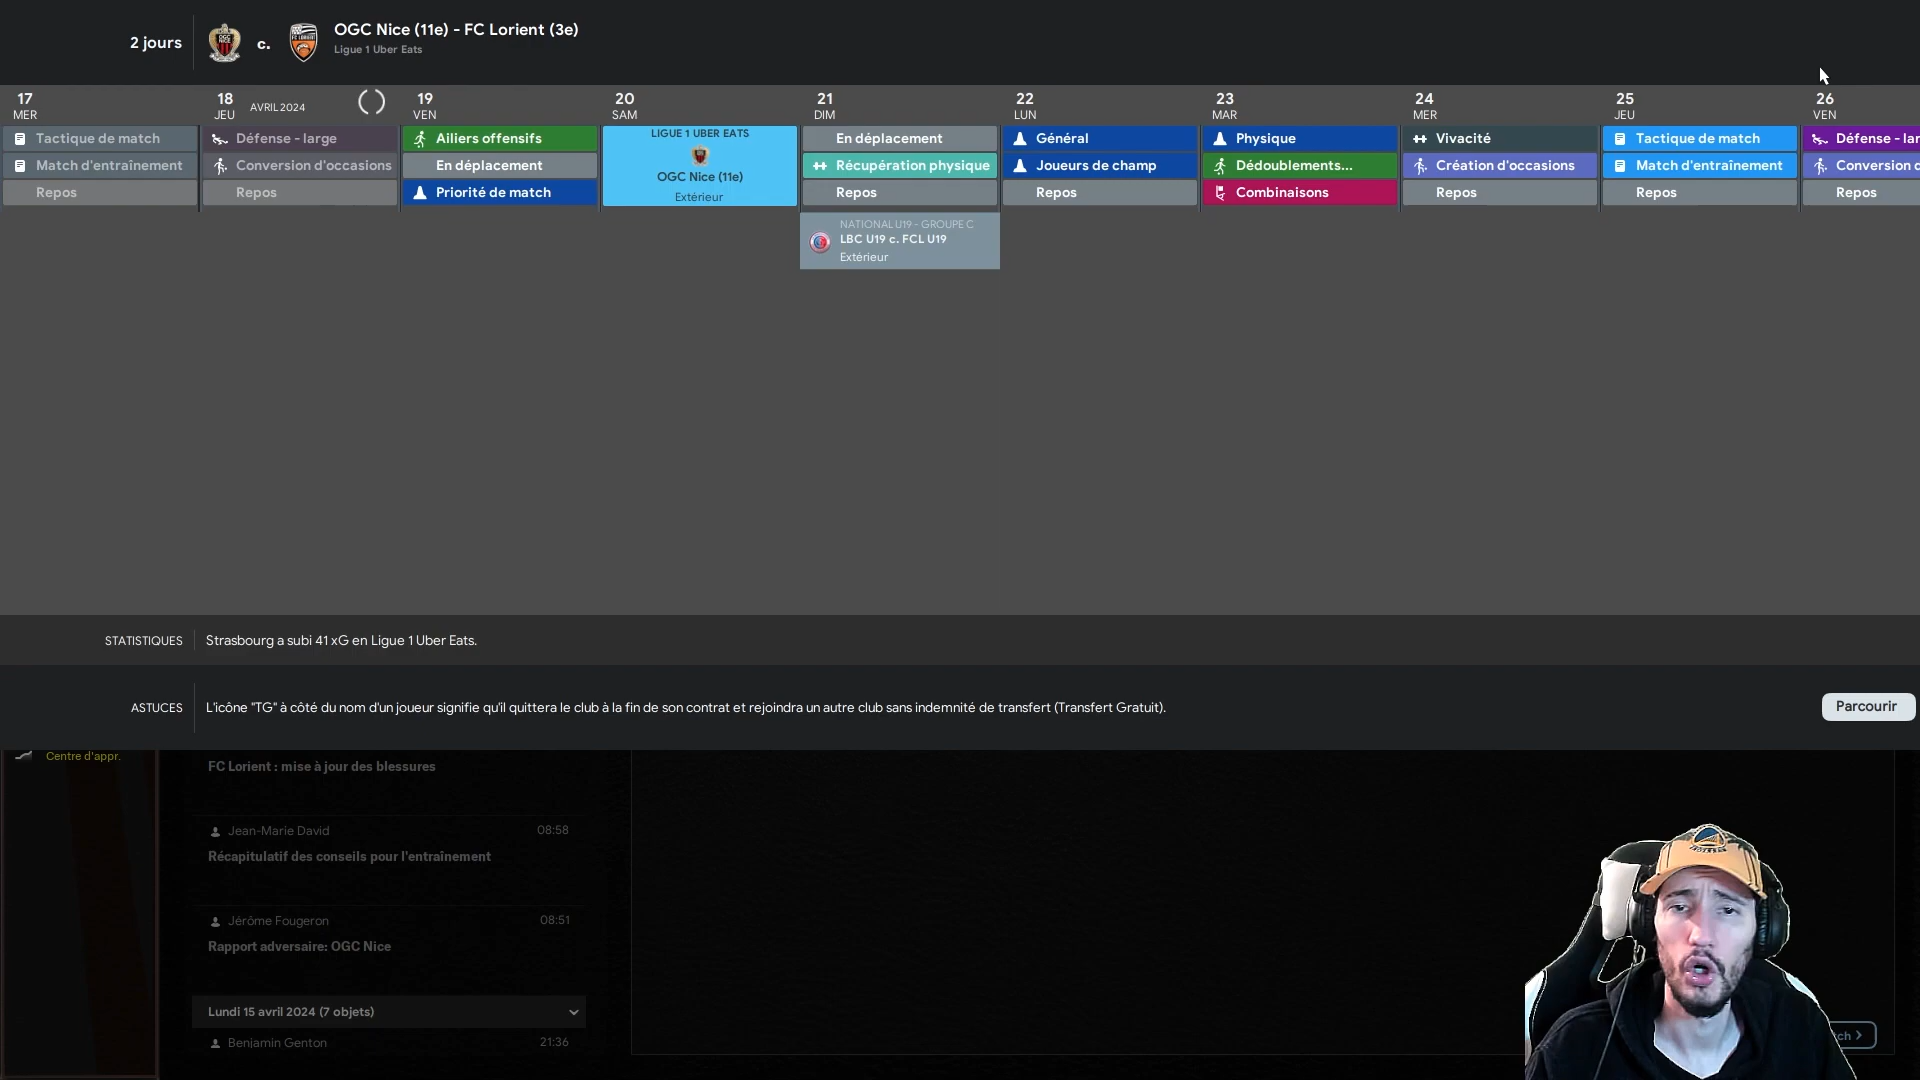 2 jours
c.
OGC Nice (11e) - FC Lorient (3e)
Ligue 1 Uber Eats
17
MER
18
JEU
AVRIL 2024
19
VEN
20
SAM
21
DIM
22
LUN
23
MAR
24
MER
25
JEU
26
VEN
Tactique de match
Match d'entraînement
Repos
Défense - large
Conversion d'occasions
Repos
Ailiers offensifs
En déplacement
Priorité de match
LIGUE 1 UBER EATS
OGC Nice (11e)
Extérieur
En déplacement
Récupération physique
Repos
NATIONAL U19 - GROUPE C
LBC U19 c. FCL U19
Extérieur
Général
Joueurs de champ
Repos
Physique
Dédoublements...
Combinaisons
Vivacité
Création d'occasions
Repos
Tactique de match
Match d'entraînement
Repos
Défense - lar
Conversion d
Repos
STATISTIQUES
Strasbourg a subi 41 xG en Ligue 1 Uber Eats.
ASTUCES
L'icône "TG" à côté du nom d'un joueur signifie qu'il quittera le club à la fin de son contrat et rejoindra un autre club sans indemnité de transfert (Transfert Gratuit).
Parcourir
Centre d'appr.
FC Lorient : mise à jour des blessures
Jean-Marie David
08:58
Récapitulatif des conseils pour l'entraînement
Jérôme Fougeron
08:51
Rapport adversaire: OGC Nice
Lundi 15 avril 2024 (7 objets)
Benjamin Genton
21:36
tch